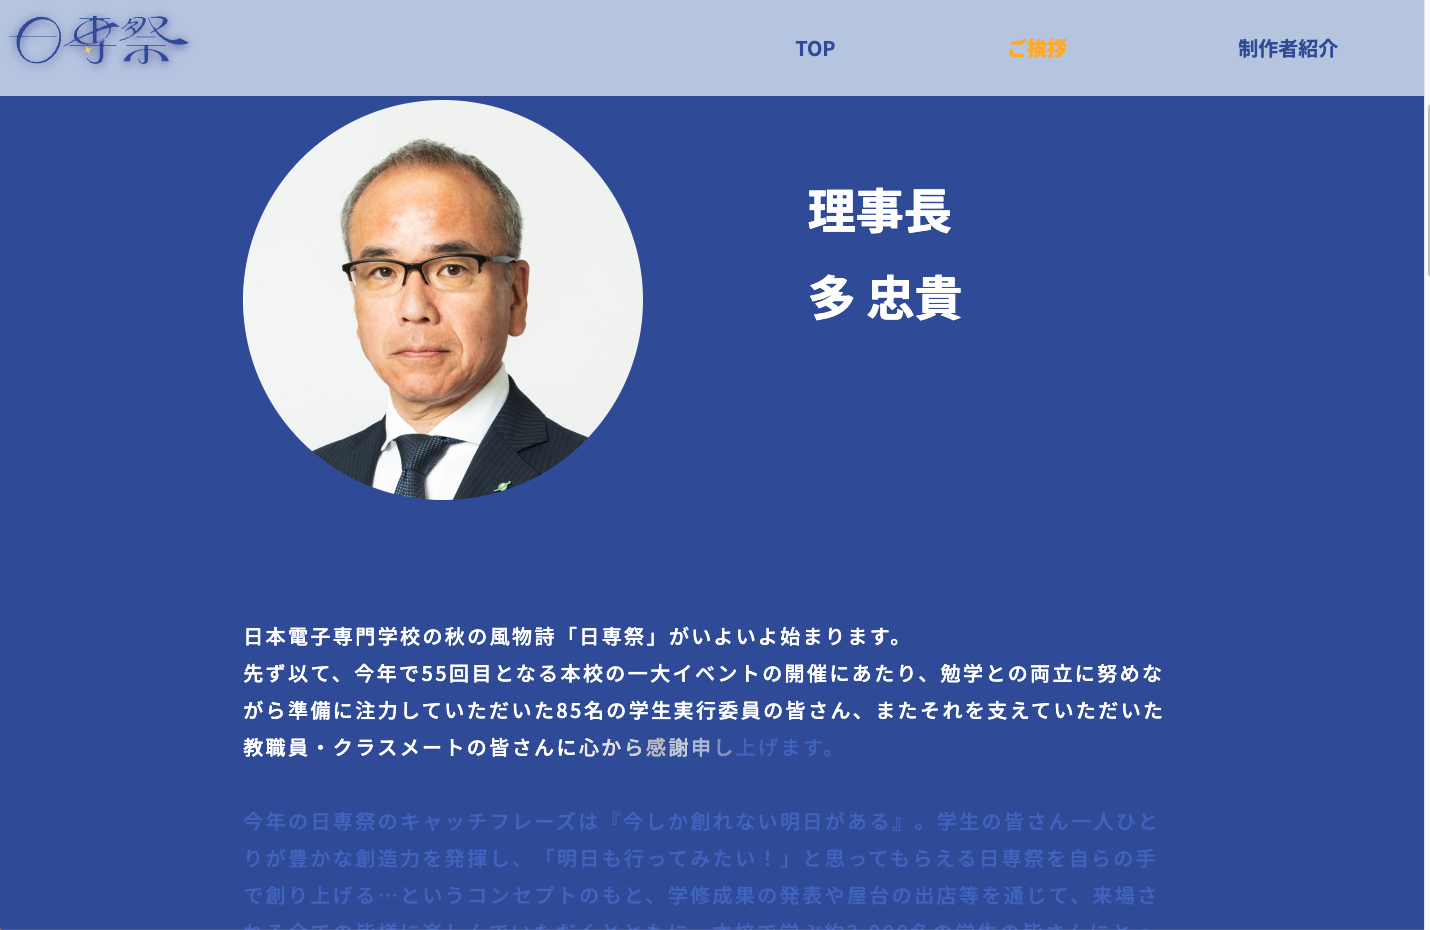 日専祭
TOP
ご挨拶
制作者紹介
理事長
多 忠貴
日本電子専門学校の秋の風物詩「日専祭」がいよいよ始まります。
先ず以て、今年で55回目となる本校の一大イベントの開催にあたり、勉学との両立に努めな
がら準備に注力していただいた85名の学生実行委員の皆さん、またそれを支えていただいた
教職員・クラスメートの皆さんに心から感謝申し上げます。
今年の日専祭のキャッチフレーズは『今しか創れない明日がある』。学生の皆さん一人ひと
りが豊かな創造力を発揮し、「明日も行ってみたい！」と思ってもらえる日専祭を自らの手
で創り上げる…というコンセプトのもと、学修成果の発表や屋台の出店等を通じて、来場さ